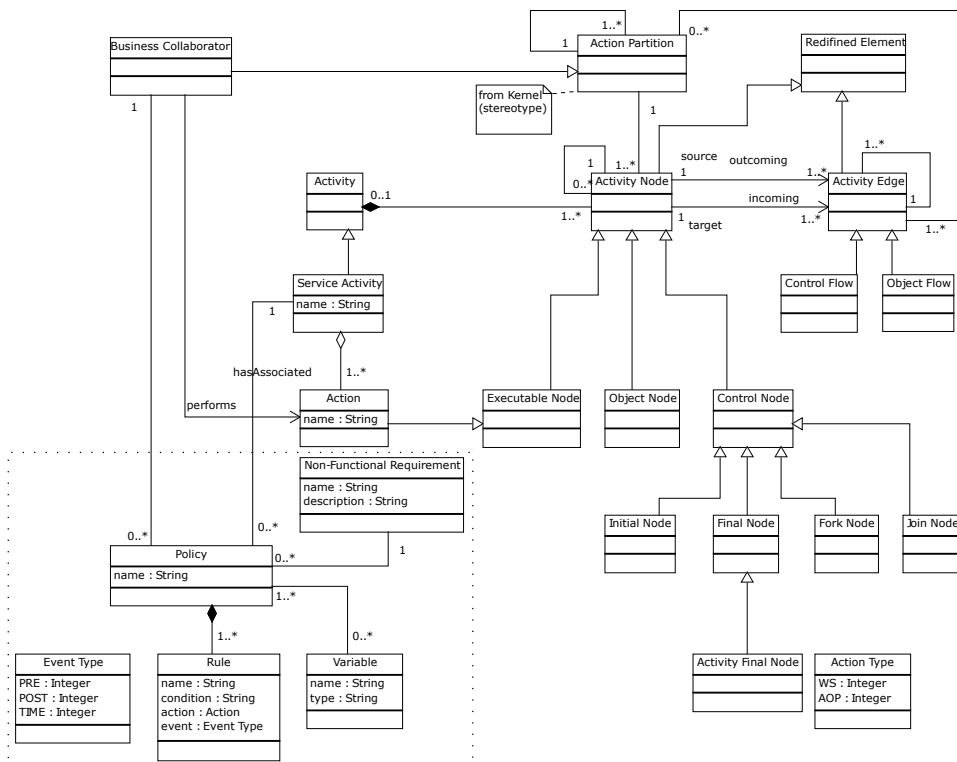 1..*
0..*
1
Business Collaborator
Action Partition
Redifined Element
from Kernel
(stereotype)
1
1
1
1..*
source
outcoming
1..*
1..*
0..*
1
Activity
0..1
Activity Node
Activity Edge
1..*
1
target
incoming
1..*
1
1..*
Service Activity
name : String
1
Control Flow
Object Flow
hasAssociated
1..*
performs
Action
name : String
Executable Node
Object Node
Control Node
Non-Functional Requirement
name : String
description : String
0..*
0..*
1
Initial Node
Final Node
Fork Node
Join Node
Policy
name : String
0..*
1..*
1..*
0..*
Event Type
PRE : Integer
POST : Integer
TIME : Integer
Rule
name : String
condition : String
action : Action
event : Event Type
Variable
name : String
type : String
Activity Final Node
Action Type
WS : Integer
AOP : Integer